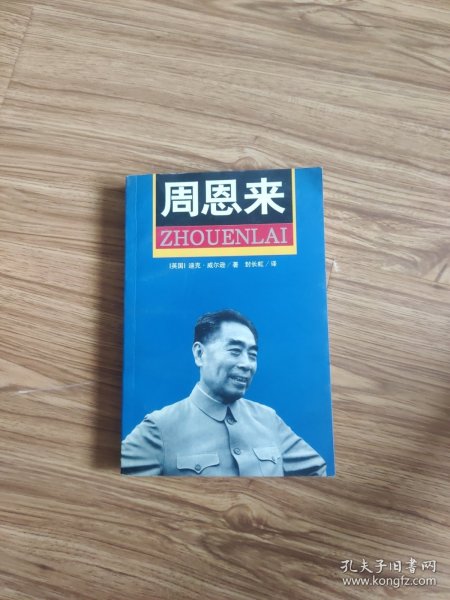 周恩来
ZHOUENLAI
[英国] 迪克·威尔逊/著 封长虹/译
孔夫子旧书网
www.kongfz.com